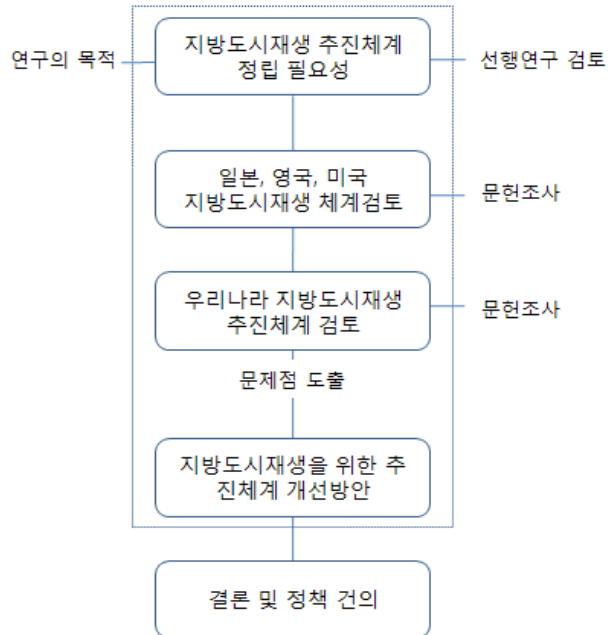 지방도시재생 추진체계
정립 필요성
연구의 목적
선행연구 검토
일본, 영국, 미국
지방도시재생 체계검토
문헌조사
우리나라 지방도시재생
추진체계 검토
문헌조사
문제점 도출
지방도시재생을 위한 추
진체계 개선방안
결론 및 정책 건의